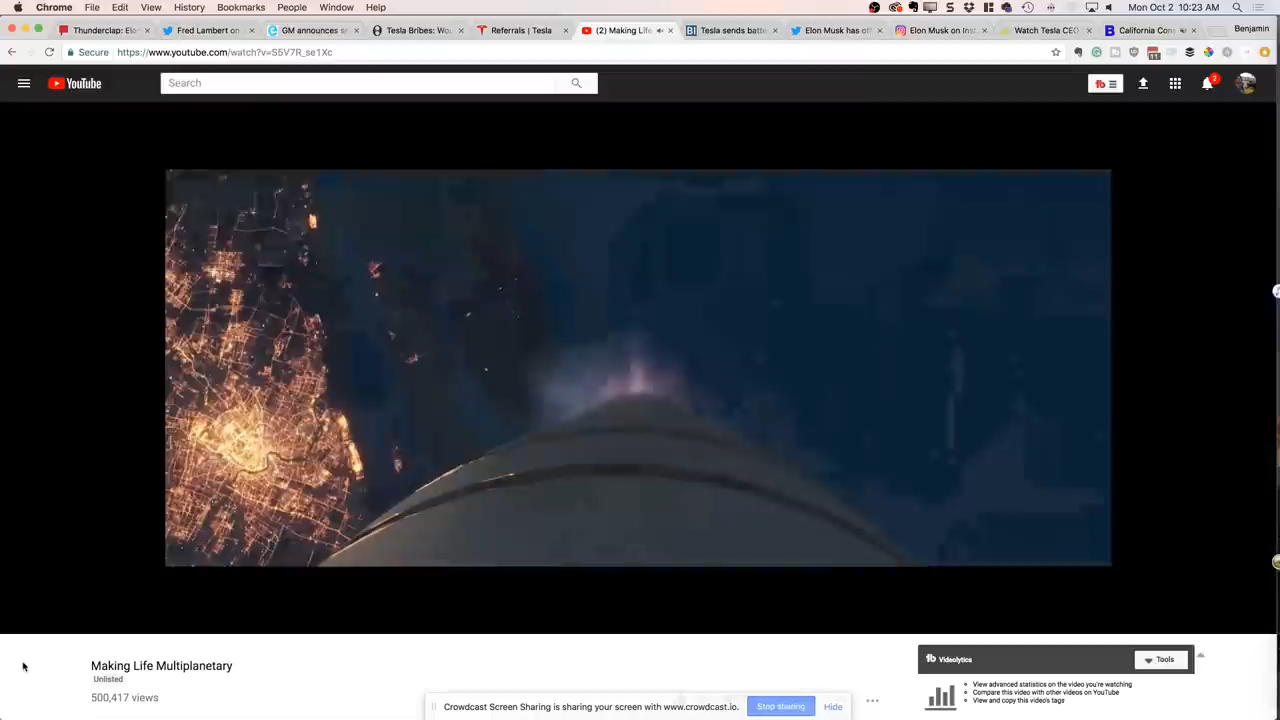 Chrome File Edit View History Bookmarks People Window Help Mon Oct 2 10:23 AM
Thunderclap: Elo Fred Lambert on GM announces s Tesla Bribes: Wo Referrals | Tesla (2) Making Life Tesla sends batte Elon Musk has of Elon Musk on Inst Watch Tesla CEO California Con Benjamin
Secure https://www.youtube.com/watch?v=S5V7R_se1Xc
YouTube Search 2
Making Life Multiplanetary
Unlisted
500,417 views
Videolytics Tools
View advanced statistics on the video you're watching
Compare this video with other videos on YouTube
View and copy this video's tags
Crowdcast Screen Sharing is sharing your screen with www.crowdcast.io. Stop sharing Hide